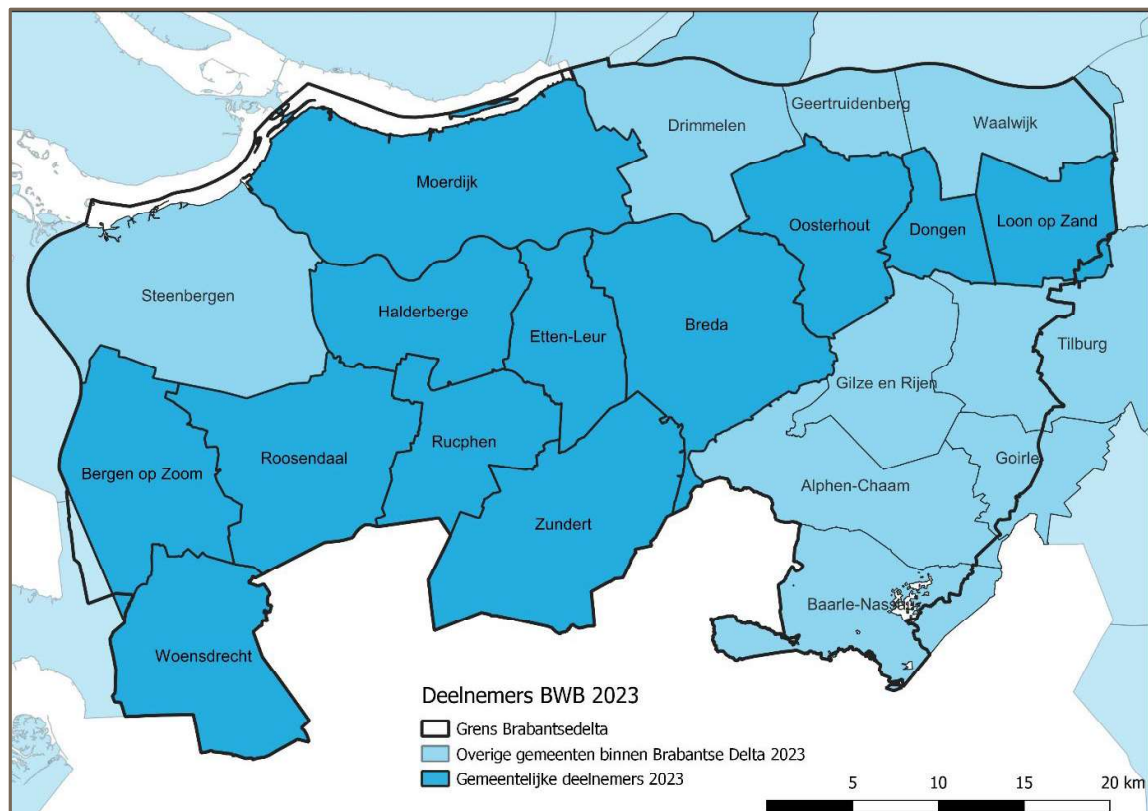 Geertruidenberg
Drimmelen
Waalwijk
Moerdijk
Oosterhout
Dongen
Loon op Zand
Steenbergen
Halderberge
Etten-Leur
Breda
Tilburg
Gilze en Rijen
Rucphen
Roosendaal
Bergen op Zoom
Goirle
Alphen-Chaam
Zundert
Baarle-Nassau
Woensdrecht
Deelnemers BWB 2023
Grens Brabantsedelta
Overige gemeenten binnen Brabantse Delta 2023
Gemeentelijke deelnemers 2023
5 10 15 20 km